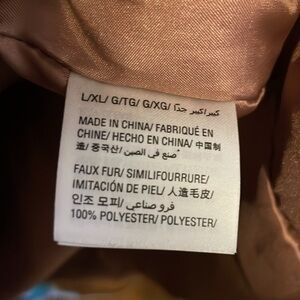 L/XL/ G/TG/ G/XG/ كبير/كبير جدًا
MADE IN CHINA/ FABRIQUÉ EN
CHINE/ HECHO EN CHINA/ 中国制
造/ 중국산/ صنع في الصين
FAUX FUR/ SIMILIFOURRURE/
IMITACIÓN DE PIEL/ 人造毛皮/
인조 모피/ فرو صناعي
100% POLYESTER/ POLYESTER/